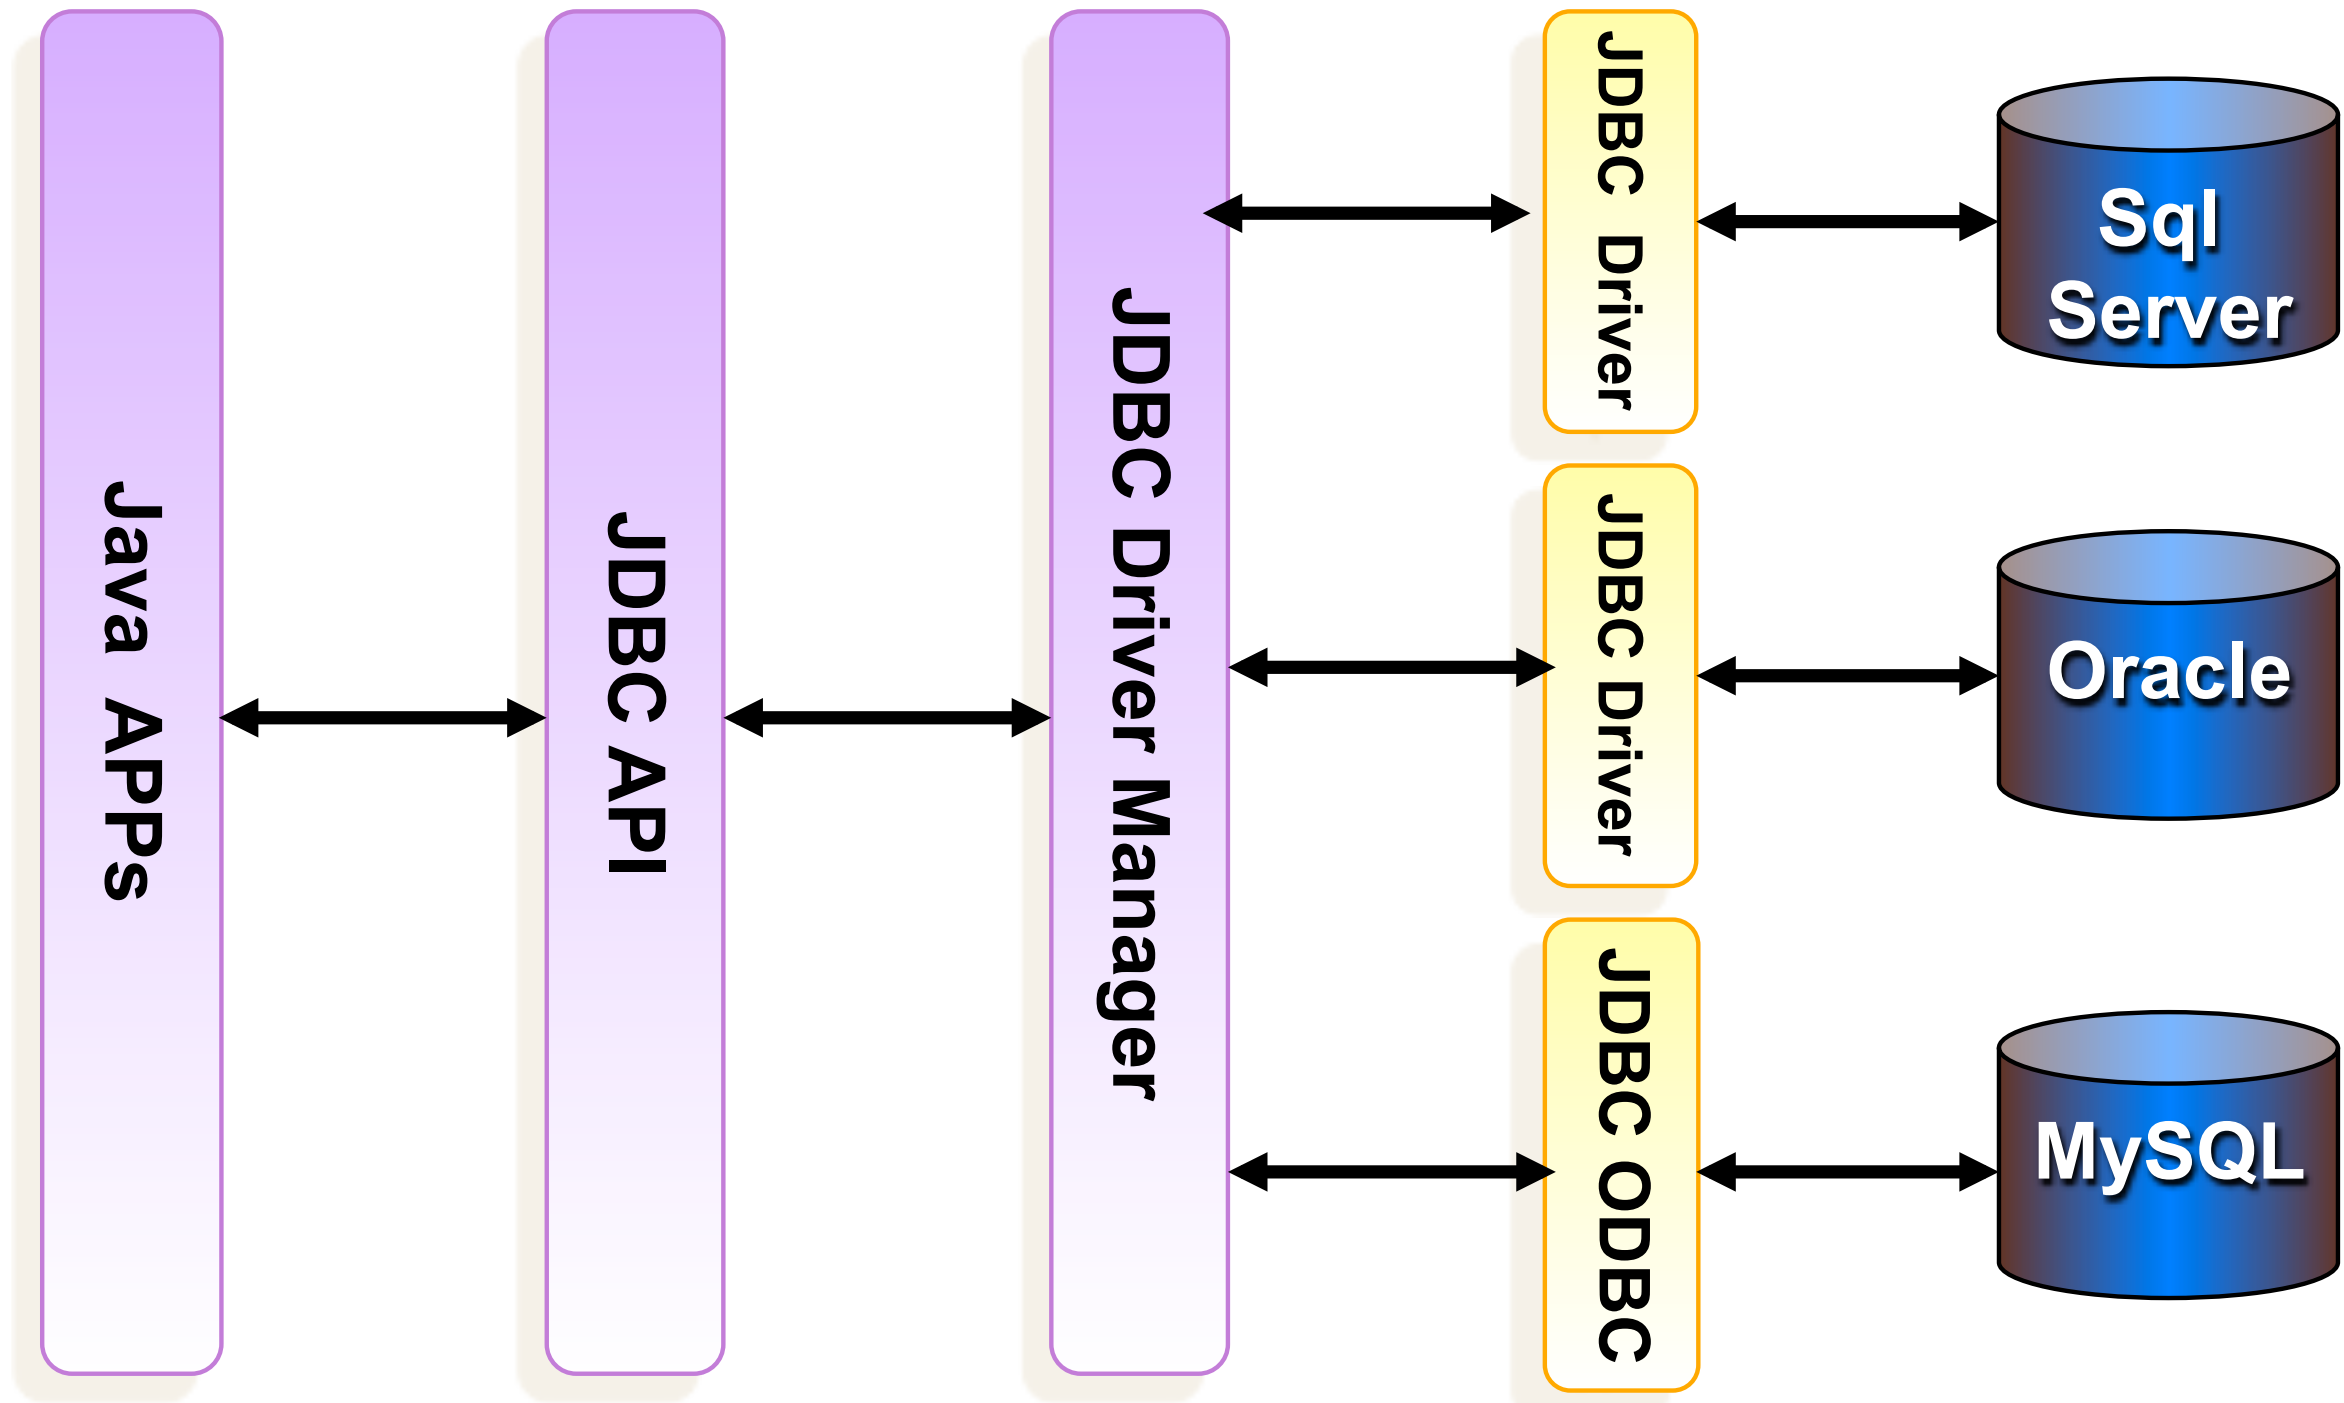 Java APPs
JDBC API
JDBC Driver Manager
JDBC Driver
JDBC Driver
JDBC ODBC
Sql
Server
Oracle
MySQL